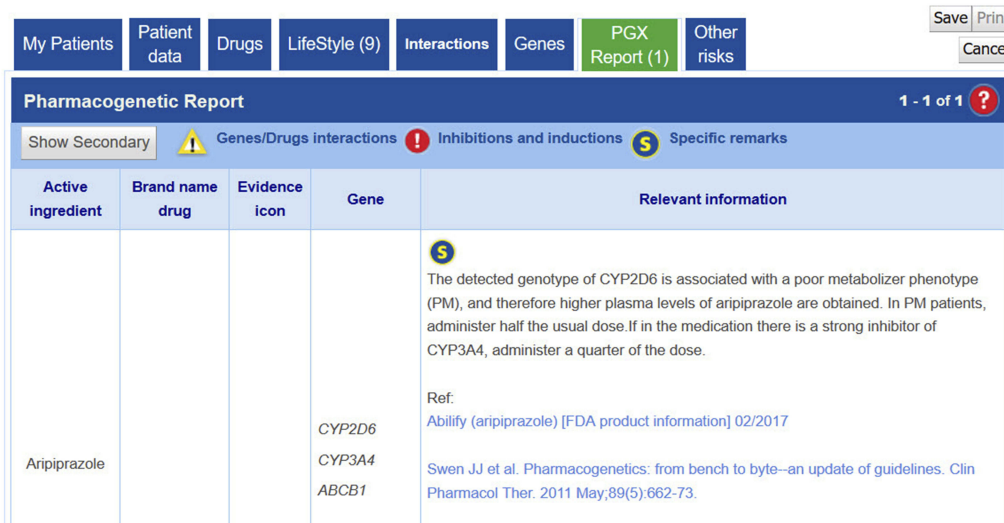 Save Prin
Cance
My Patients
Patient
data
Drugs
LifeStyle (9)
Interactions
Genes
PGX
Report (1)
Other
risks
Pharmacogenetic Report
1 - 1 of 1 ?
Show Secondary
! Genes/Drugs interactions
! Inhibitions and inductions
S Specific remarks
Active
ingredient
Brand name
drug
Evidence
icon
Gene
Relevant information
Aripiprazole
CYP2D6
CYP3A4
ABCB1
S
The detected genotype of CYP2D6 is associated with a poor metabolizer phenotype
(PM), and therefore higher plasma levels of aripiprazole are obtained. In PM patients,
administer half the usual dose.If in the medication there is a strong inhibitor of
CYP3A4, administer a quarter of the dose.
Ref:
Abilify (aripiprazole) [FDA product information] 02/2017
Swen JJ et al. Pharmacogenetics: from bench to byte--an update of guidelines. Clin
Pharmacol Ther. 2011 May;89(5):662-73.